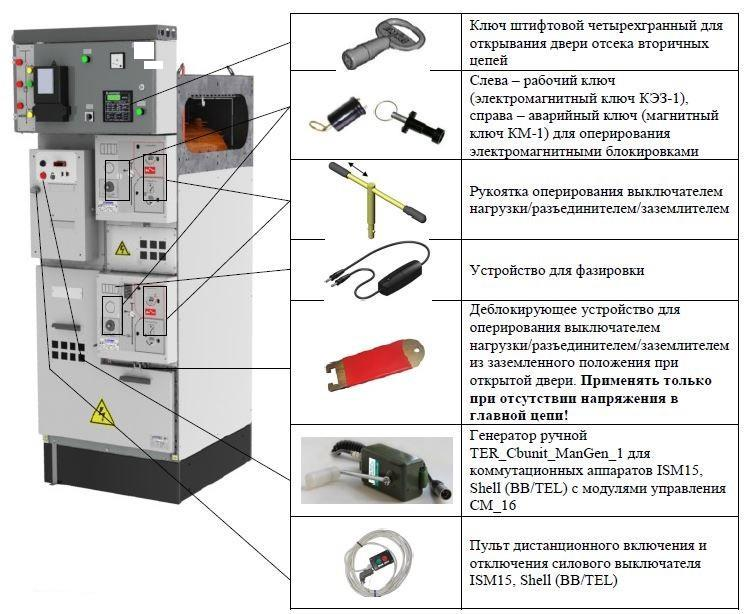 Ключ штифтовой четырехгранный для
открывания двери отсека вторичных
цепей
Слева – рабочий ключ
(электромагнитный ключ КЭЗ-1),
справа – аварийный ключ (магнитный
ключ КМ-1) для оперирования
электромагнитными блокировками
Рукоятка оперирования выключателем
нагрузки/разъединителем/заземлителем
Устройство для фазировки
Деблокирующее устройство для
оперирования выключателем
нагрузки/разъединителем/заземлителем
из заземленного положения при
открытой двери. Применять только
при отсутствии напряжения в
главной цепи!
Генератор ручной
TER_Cbunit_ManGen_1 для
коммутационных аппаратов ISM15,
Shell (BB/TEL) с модулями управления
CM_16
Пульт дистанционного включения и
отключения силового выключателя
ISM15, Shell (BB/TEL)